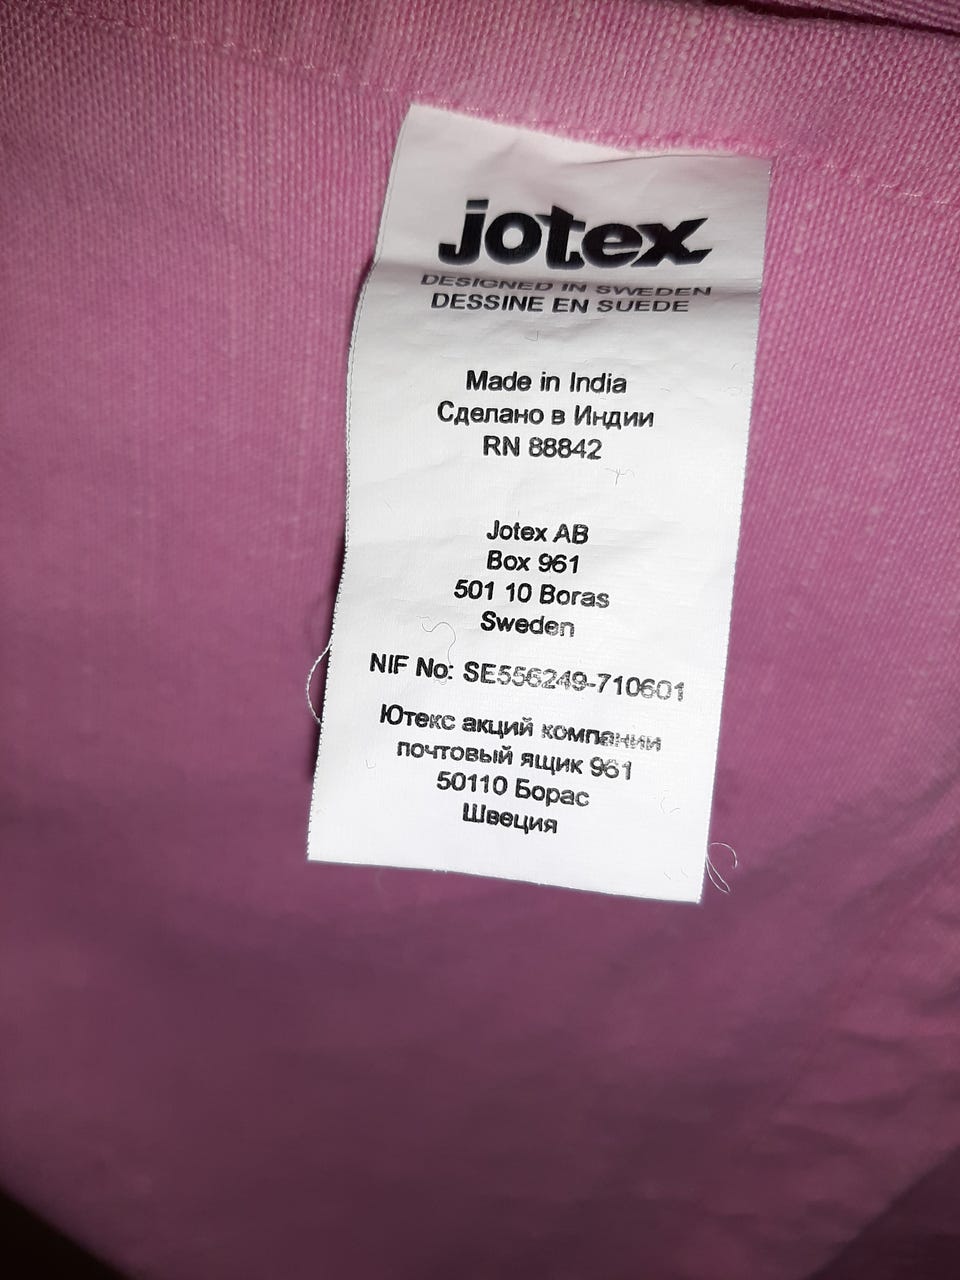 jotex
DESIGNED IN SWEDEN
DESSINE EN SUEDE
Made in India
Сделано в Индии
RN 88842
Jotex AB
Box 961
501 10 Boras
Sweden
NIF No: SE556249-710601
Ютекс акций компании
почтовый ящик 961
50110 Борас
Швеция